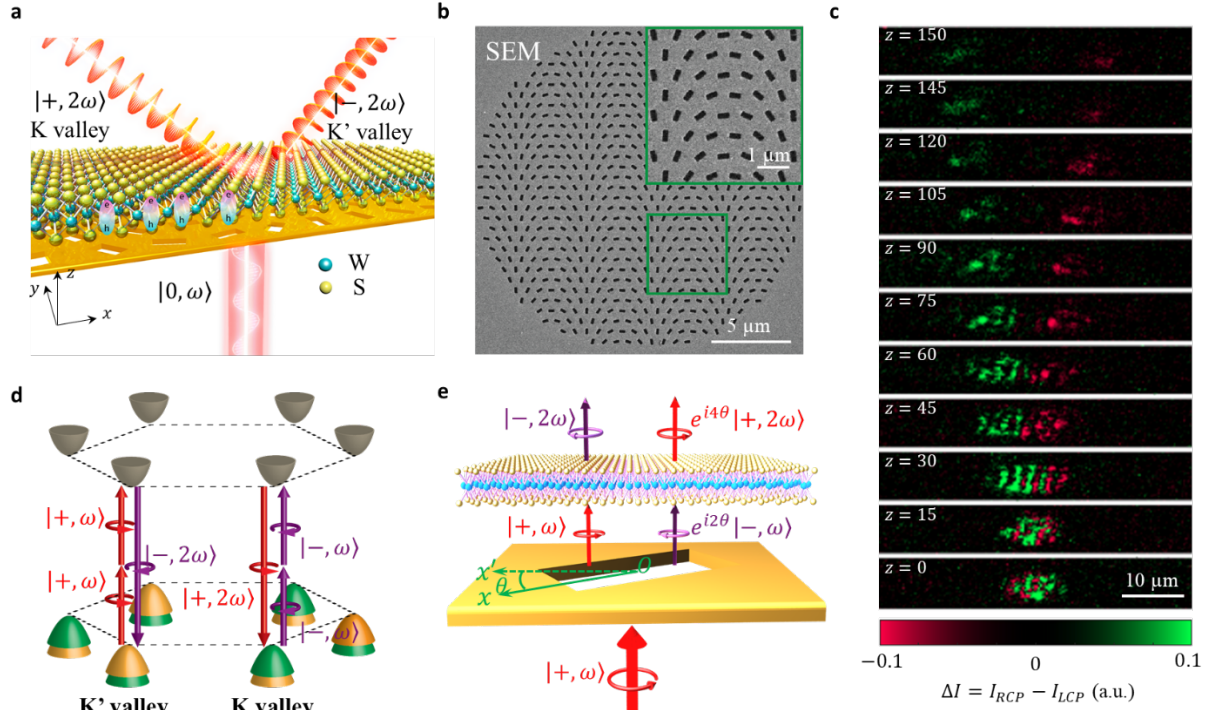 a
|+, 2ω⟩
K valley
|−, 2ω⟩
K' valley
e
h
e
h
e
h
e
h
z
y
x
|0, ω⟩
W
S
b
SEM
1 μm
5 μm
c
z = 150
z = 145
z = 120
z = 105
z = 90
z = 75
z = 60
z = 45
z = 30
z = 15
z = 0
10 μm
−0.1
0
0.1
ΔI = I_RCP − I_LCP (a.u.)
d
|+, ω⟩
|−, 2ω⟩
|−, ω⟩
|+, ω⟩
|+, 2ω⟩
|−, ω⟩
K' valley
K valley
e
|−, 2ω⟩
e^{i4θ}|+, 2ω⟩
|+, ω⟩
e^{i2θ}|−, ω⟩
x'
O
θ
x
|+, ω⟩